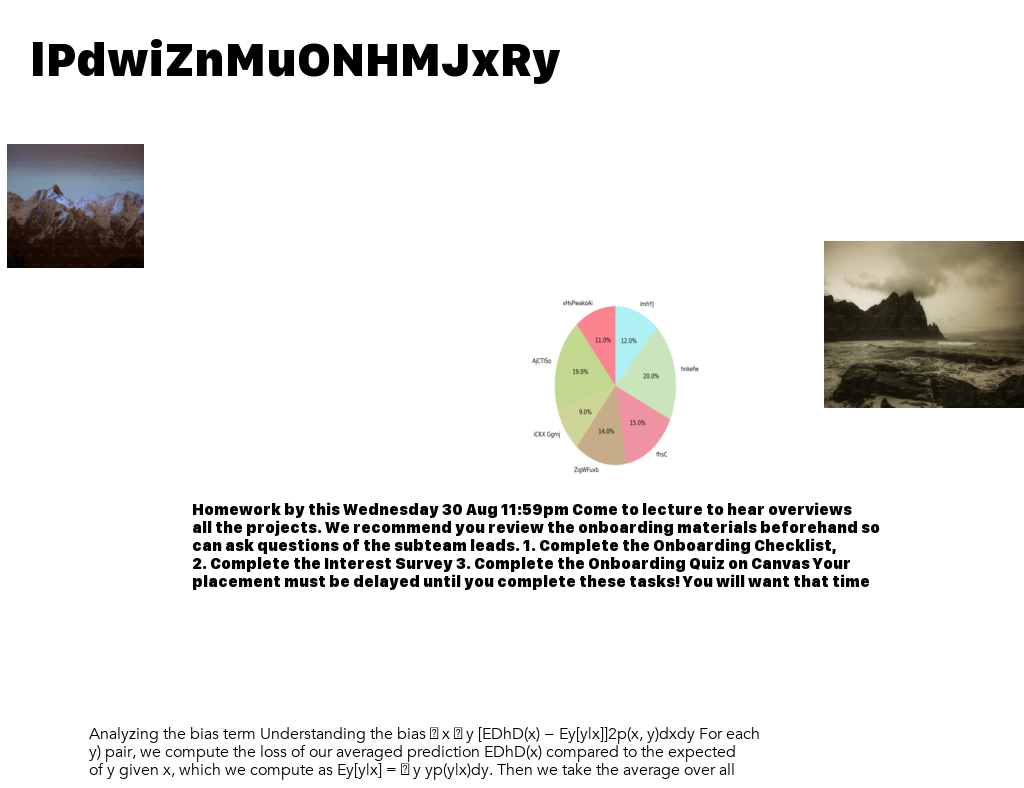 lPdwiZnMuONHMJxRy
vHsPwakoAi
imhYJ
11.0%
12.0%
AjCTlSo
hnkefw
19.0%
20.0%
9.0%
15.0%
14.0%
iCKX Ggmj
fhsC
ZigWFuxb
Homework by this Wednesday 30 Aug 11:59pm Come to lecture to hear overviews
all the projects. We recommend you review the onboarding materials beforehand so
can ask questions of the subteam leads. 1. Complete the Onboarding Checklist,
2. Complete the Interest Survey 3. Complete the Onboarding Quiz on Canvas Your
placement must be delayed until you complete these tasks! You will want that time
Analyzing the bias term Understanding the bias x y [EDhD(x) − Ey[y|x]]2p(x, y)dxdy For each
y) pair, we compute the loss of our averaged prediction EDhD(x) compared to the expected
of y given x, which we compute as Ey[y|x] = y yp(y|x)dy. Then we take the average over all